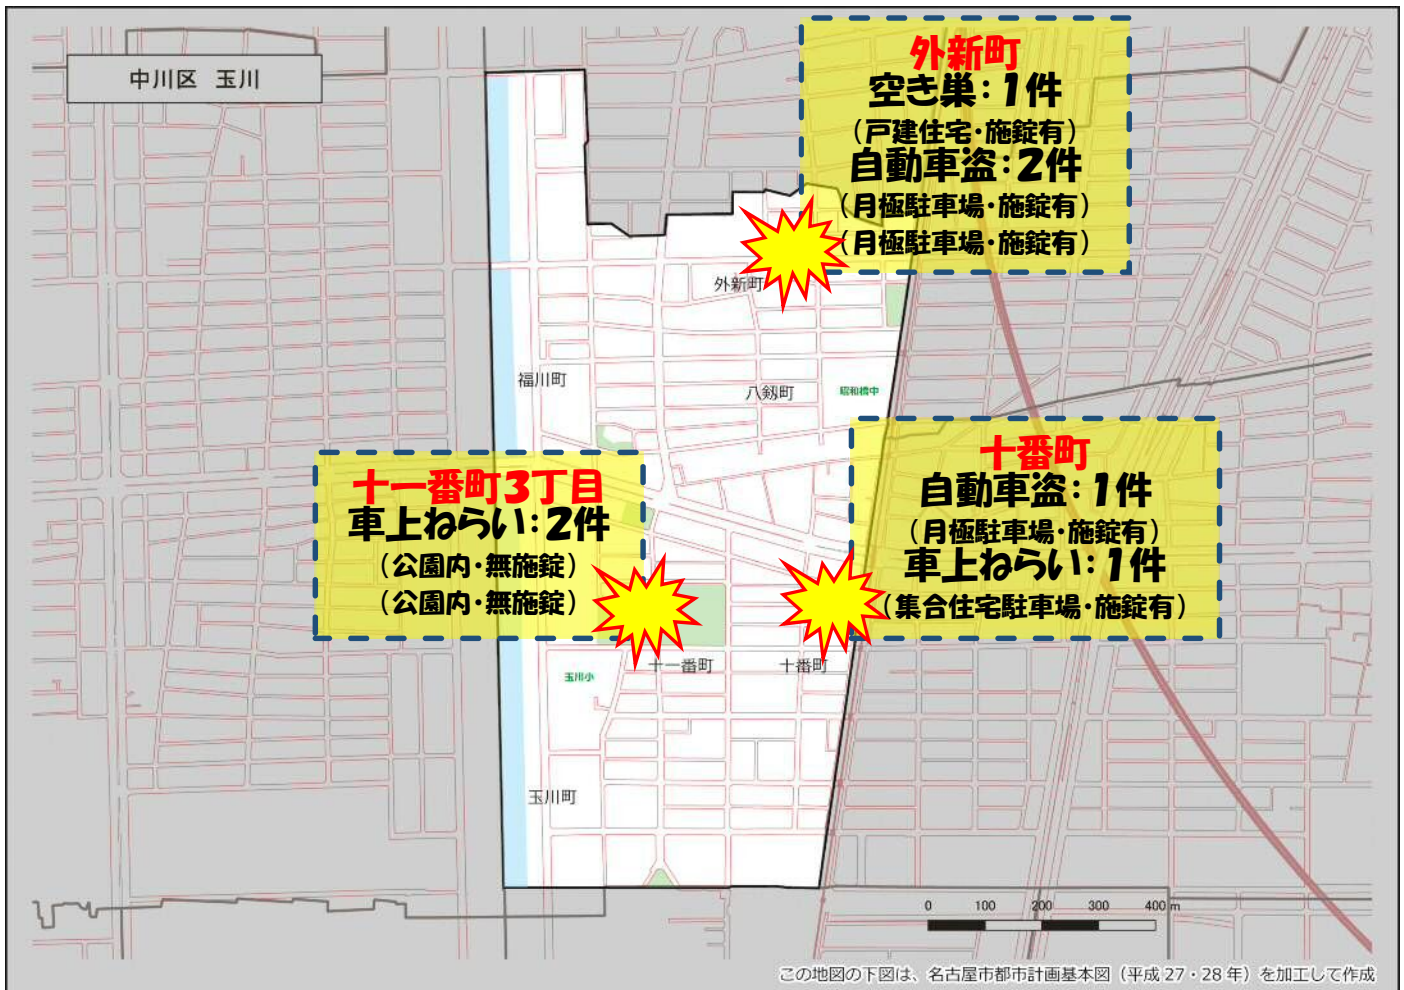 中川区 玉川
外新町
空き巣：1件
（戸建住宅・施錠有）
自動車盗：2件
（月極駐車場・施錠有）
（月極駐車場・施錠有）
外新町
福川町
八剱町
昭和橋中
十一番町3丁目
車上ねらい：2件
（公園内・無施錠）
（公園内・無施錠）
十番町
自動車盗：1件
（月極駐車場・施錠有）
車上ねらい：1件
（集合住宅駐車場・施錠有）
十一番町
十番町
玉川小
玉川町
0 100 200 300 400 m
この地図の下図は、名古屋市都市計画基本図（平成 27・28 年）を加工して作成